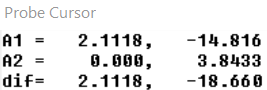 Probe Cursor
A1 = 2.1118, -14.816
A2 = 0.000, 3.8433
dif= 2.1118, -18.660